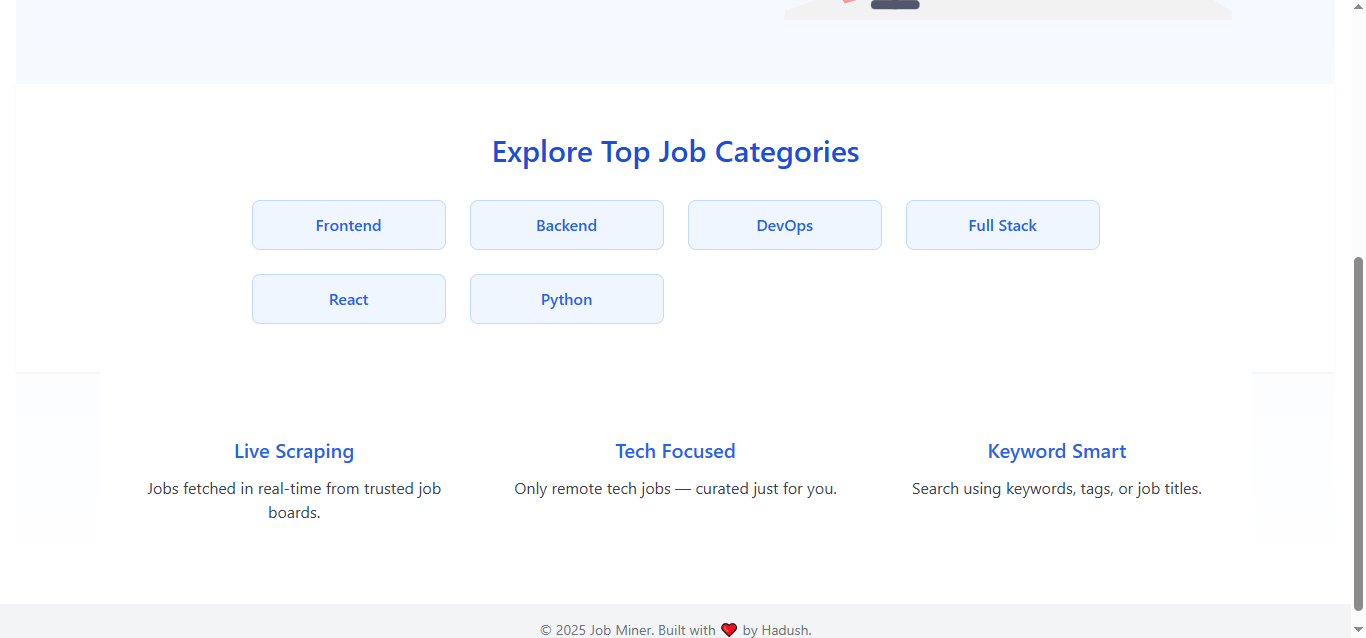 Explore Top Job Categories
Frontend
Backend
DevOps
Full Stack
React
Python
Live Scraping
Jobs fetched in real-time from trusted job
boards.
Tech Focused
Only remote tech jobs — curated just for you.
Keyword Smart
Search using keywords, tags, or job titles.
© 2025 Job Miner. Built with ❤️ by Hadush.